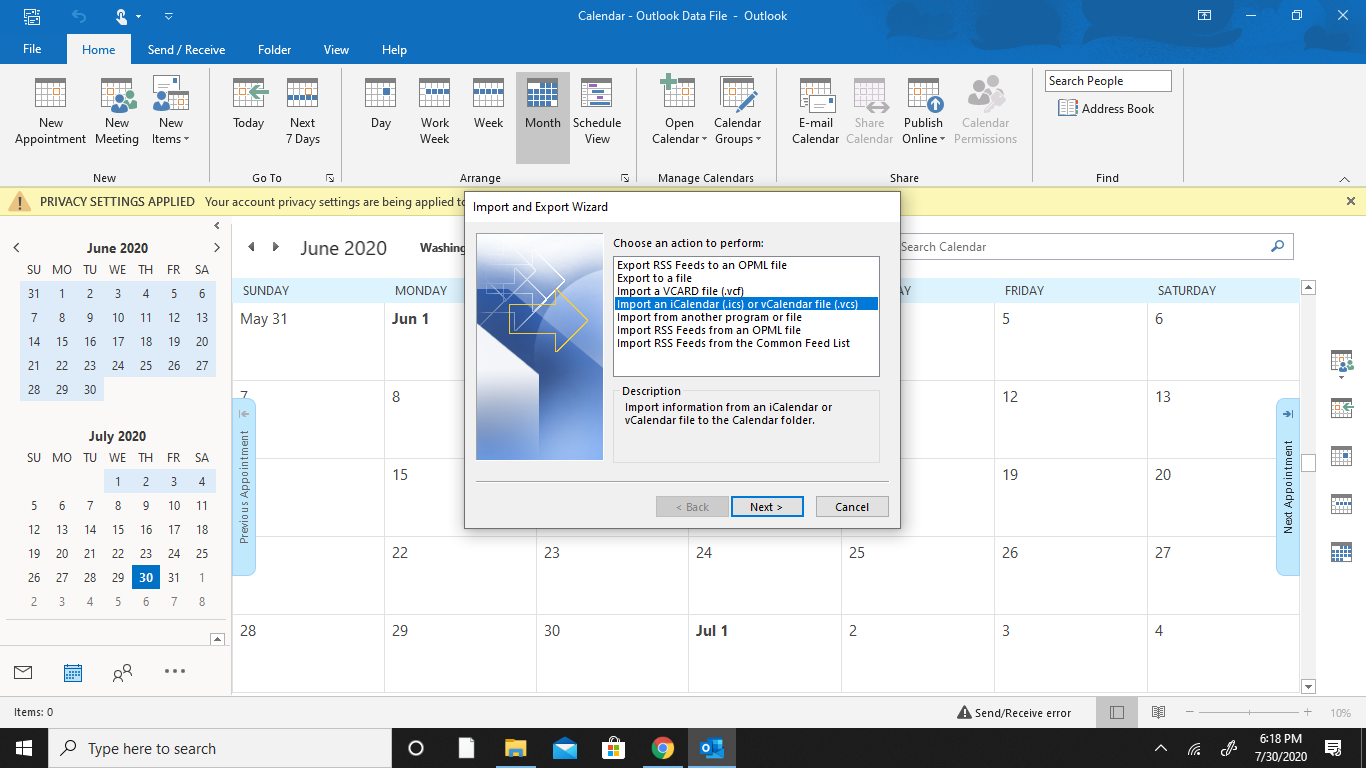 Calendar - Outlook Data File - Outlook
File Home Send / Receive Folder View Help
New Appointment
New Meeting
New Items
Today
Next 7 Days
Day
Work Week
Week
Month
Schedule View
Open Calendar
Calendar Groups
E-mail Calendar
Share Calendar
Publish Online
Calendar Permissions
Search People
Address Book
New Go To Arrange Manage Calendars Share Find
PRIVACY SETTINGS APPLIED Your account privacy settings are being applied to
June 2020
SU MO TU WE TH FR SA
31 1 2 3 4 5 6
7 8 9 10 11 12 13
14 15 16 17 18 19 20
21 22 23 24 25 26 27
28 29 30
July 2020
SU MO TU WE TH FR SA
1 2 3 4
5 6 7 8 9 10 11
12 13 14 15 16 17 18
19 20 21 22 23 24 25
26 27 28 29 30 31 1
2 3 4 5 6 7 8
June 2020
Search Calendar
SUNDAY MONDAY FRIDAY SATURDAY
May 31 Jun 1 5 6
7 8 12 13
15 19 20
22 23 24 25 26 27
28 29 30 Jul 1 2 3 4
Previous Appointment
Next Appointment
Import and Export Wizard
Choose an action to perform:
Export RSS Feeds to an OPML file
Export to a file
Import a VCARD file (.vcf)
Import an iCalendar (.ics) or vCalendar file (.vcs)
Import from another program or file
Import RSS Feeds from an OPML file
Import RSS Feeds from the Common Feed List
Description
Import information from an iCalendar or
vCalendar file to the Calendar folder.
< Back Next > Cancel
Items: 0 Send/Receive error 10%
Type here to search
6:18 PM
7/30/2020